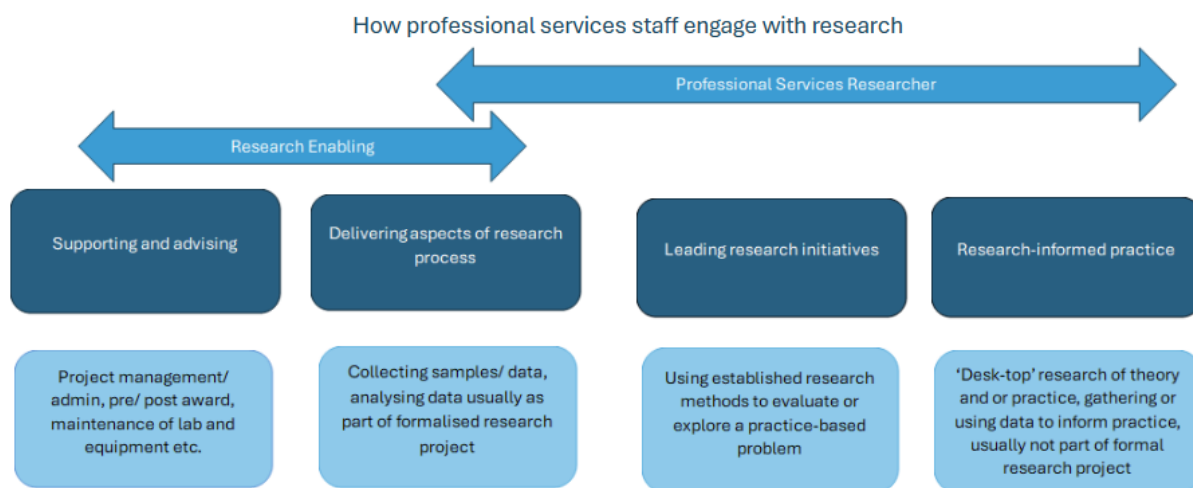 How professional services staff engage with research
Professional Services Researcher
Research Enabling
Supporting and advising
Delivering aspects of research
process
Leading research initiatives
Research-informed practice
Project management/
admin, pre/ post award,
maintenance of lab and
equipment etc.
Collecting samples/ data,
analysing data usually as
part of formalised research
project
Using established research
methods to evaluate or
explore a practice-based
problem
‘Desk-top’ research of theory
and or practice, gathering or
using data to inform practice,
usually not part of formal
research project